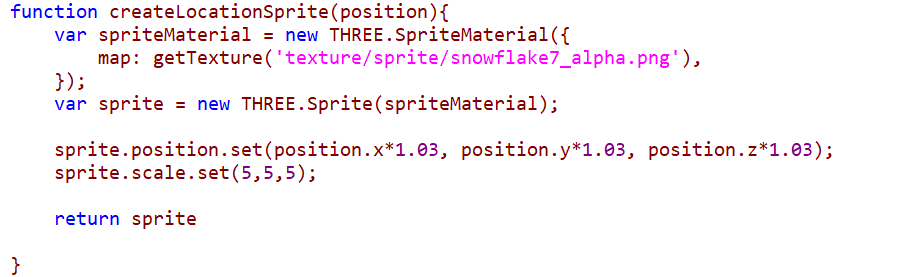 function createLocationSprite(position){
    var spriteMaterial = new THREE.SpriteMaterial({
        map: getTexture('texture/sprite/snowflake7_alpha.png'),
    });
    var sprite = new THREE.Sprite(spriteMaterial);

    sprite.position.set(position.x*1.03, position.y*1.03, position.z*1.03);
    sprite.scale.set(5,5,5);

    return sprite

}